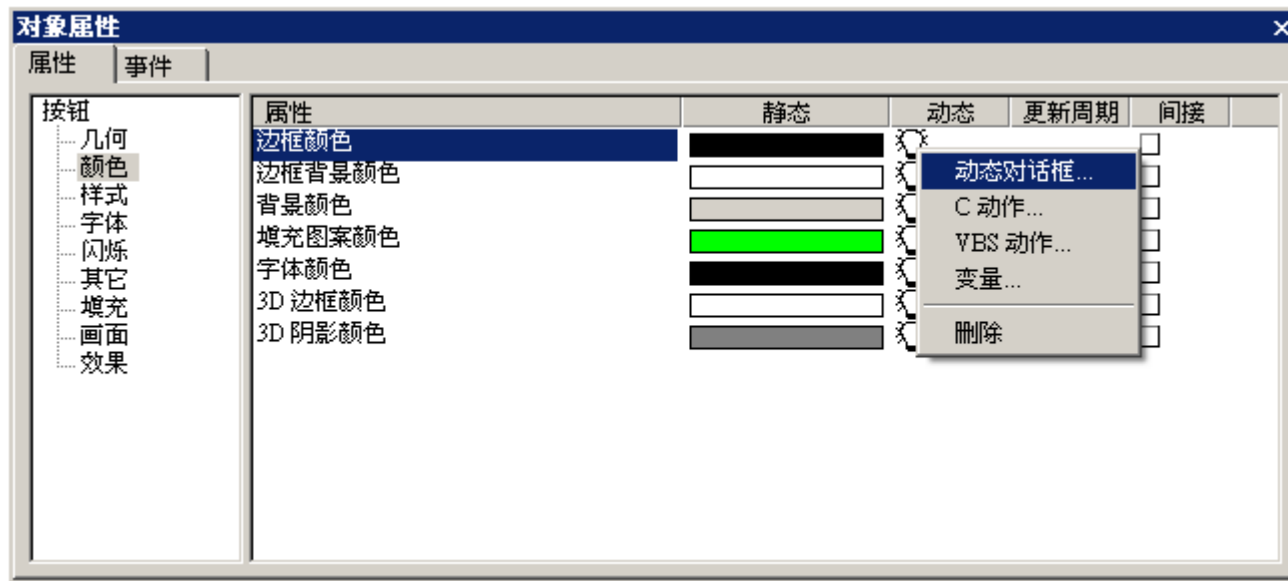 对象属性
属性 事件
按钮
几何
颜色
样式
字体
闪烁
其它
填充
画面
效果
属性 静态 动态 更新周期 间接
边框颜色
边框背景颜色
背景颜色
填充图案颜色
字体颜色
3D 边框颜色
3D 阴影颜色
动态对话框...
C 动作...
VBS 动作...
变量...
删除